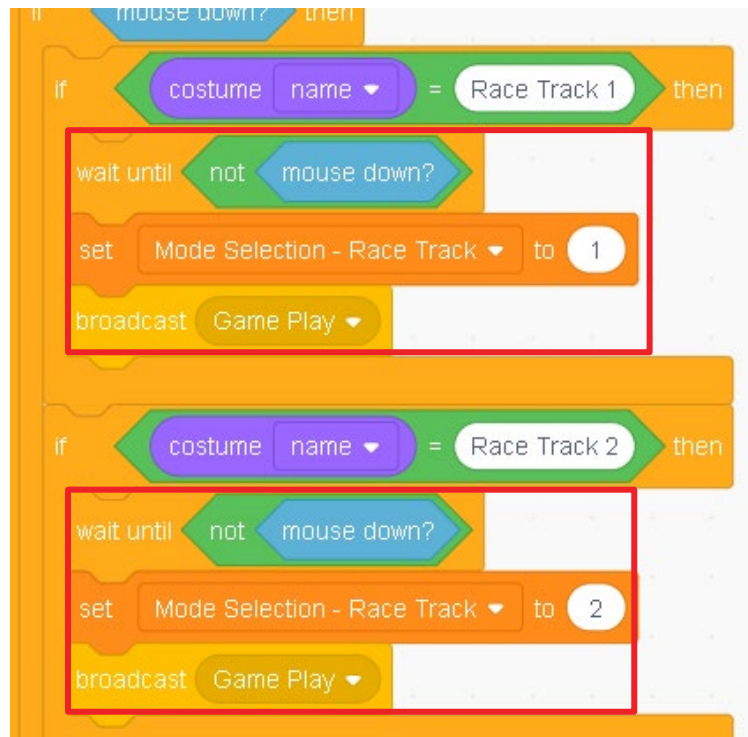 if mouse down? then
if costume name = Race Track 1 then
wait until not mouse down?
set Mode Selection - Race Track to 1
broadcast Game Play
if costume name = Race Track 2 then
wait until not mouse down?
set Mode Selection - Race Track to 2
broadcast Game Play